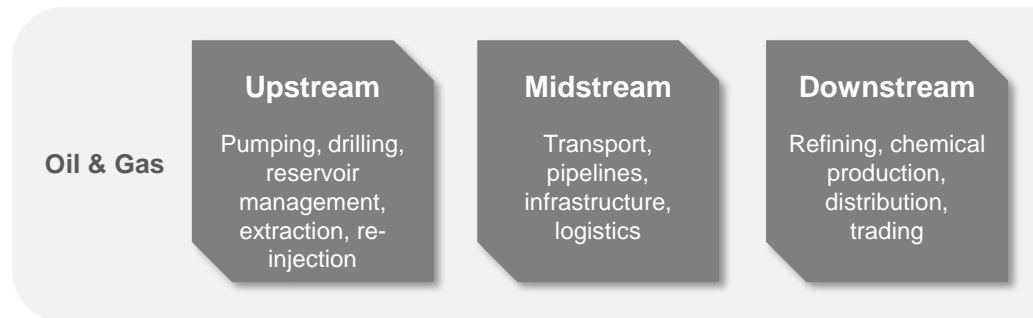 Oil & Gas
Upstream
Pumping, drilling,
reservoir
management,
extraction, re-
injection
Midstream
Transport,
pipelines,
infrastructure,
logistics
Downstream
Refining, chemical
production,
distribution,
trading